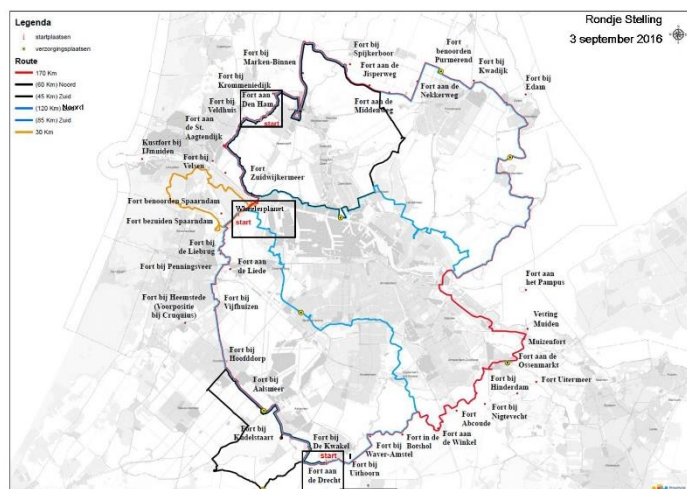 Legenda
startplaatsen
verzorgingsplaatsen
Route
170 Km
(60 Km) Noord
(45 Km) Zuid
(120 Km) Noord
(85 Km) Zuid
30 Km
Rondje Stelling
3 september 2016
Fort bij
Marken-Binnen
Fort bij
Spijkerboor
Fort aan de
Jisperweg
Fort
benoorden
Purmerend
Fort bij
Kwadijk
Fort aan de
Nekkerweg
Fort bij
Edam
Fort bij
Krommeniedijk
Fort aan
Den Ham
start
Fort aan de
Middenweg
Fort bij
Veldhuis
Fort aan
de St.
Aagtendijk
Kustfort bij
IJmuiden
Fort bij
Velsen
Fort
Zuidwijkermeer
Wheelerplanet
start
Fort benoorden Spaarndam
Fort bezuiden Spaarndam
Fort bij
de Liebrug
Fort bij Penningsveer
Fort aan
de Liede
Fort bij Heemstede
(Voorpositie
bij Cruquius)
Fort bij
Vijfhuizen
Fort bij
Hoofddorp
Fort bij
Aalsmeer
Fort bij
Kudelstaart
Fort bij
De Kwakel
start
Fort aan
de Drecht
Fort bij
Uithoorn
Fort bij
Waver-Amstel
Fort in de
Botshol
Fort aan
de Winkel
Fort
Abcoude
Fort bij
Nigtevecht
Fort bij
Hinderdam
Fort Uitermeer
Fort aan de
Ossenmarkt
Muizenfort
Vesting
Muiden
Fort aan
het Pampus